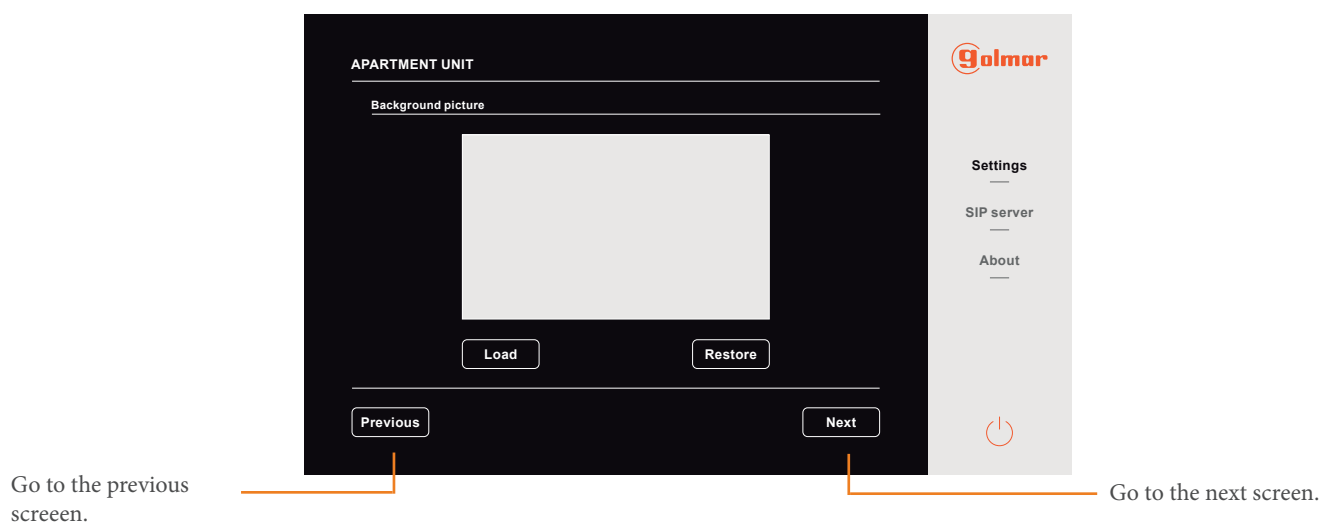 golmar
APARTMENT UNIT
Background picture
Settings
SIP server
About
Load
Restore
Previous
Next
Go to the previous
screeen.
Go to the next screen.